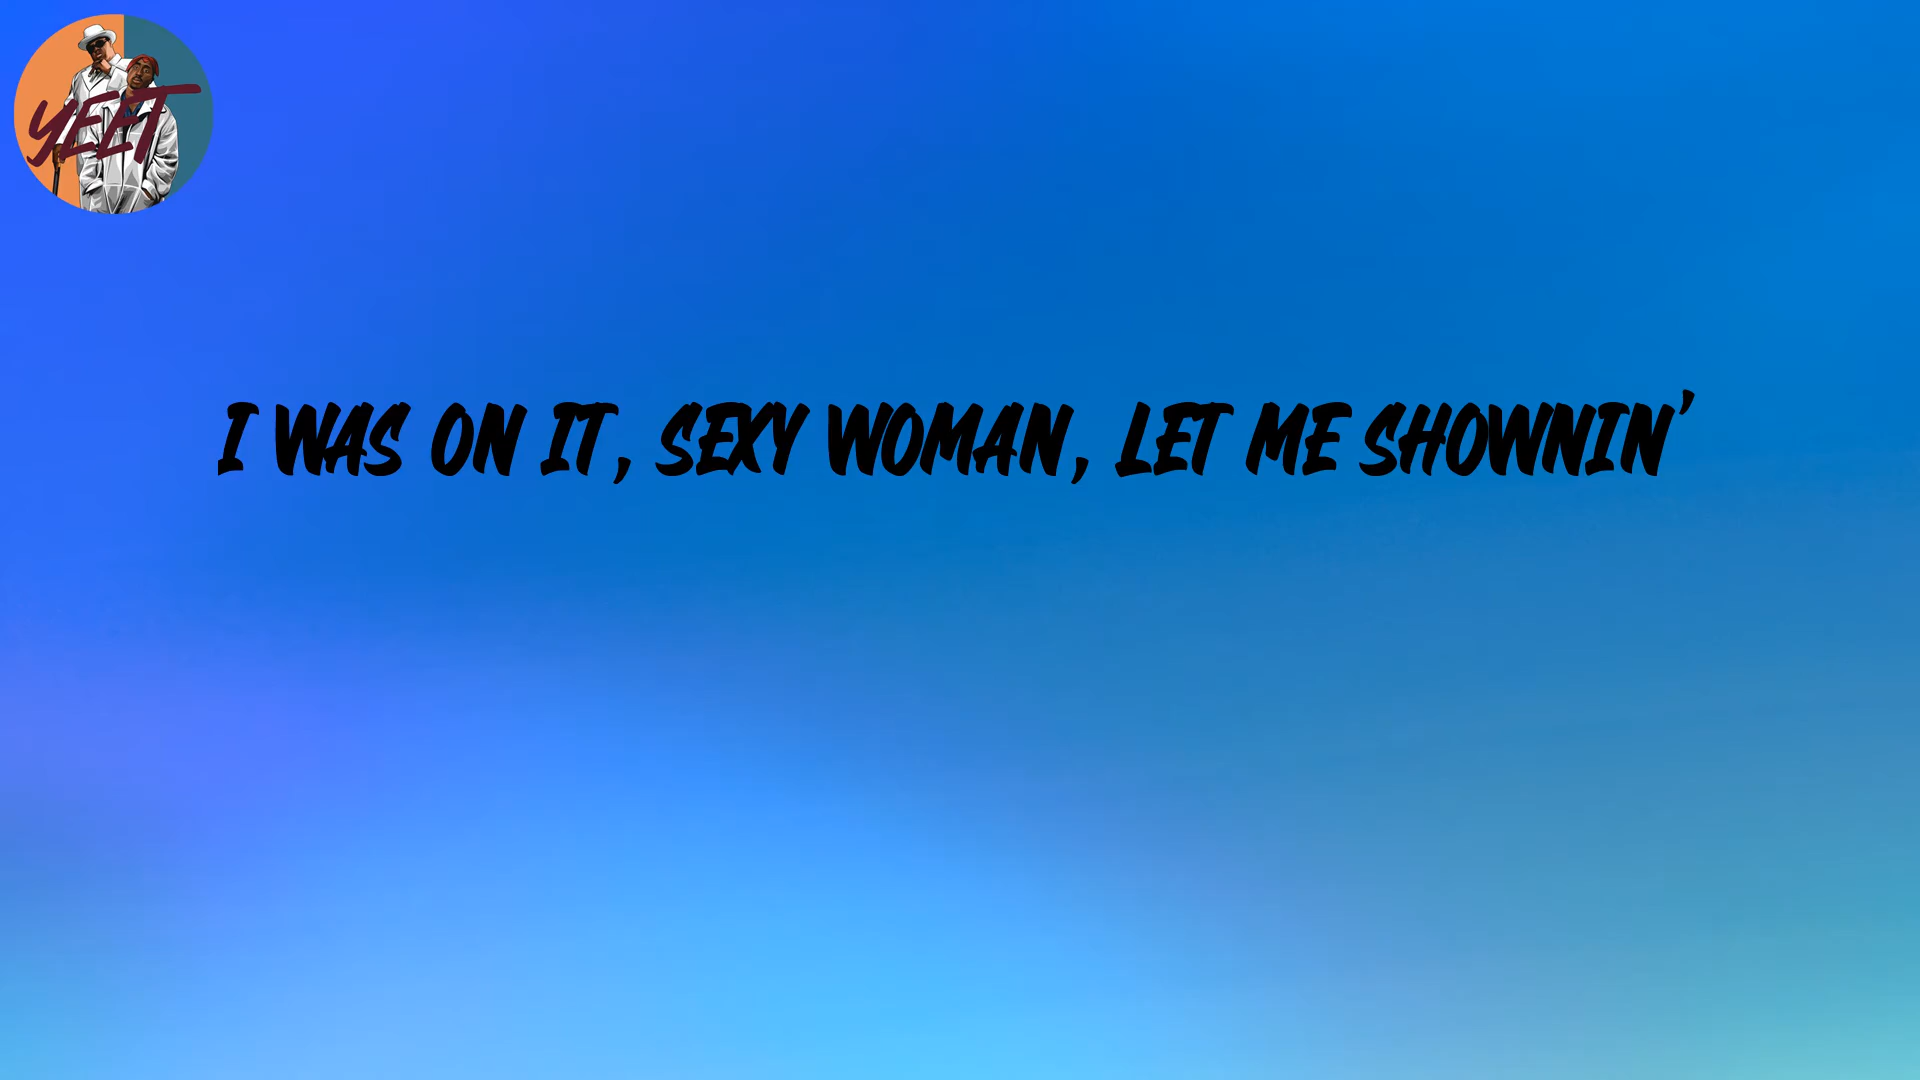 YEET
I WAS ON IT, SEXY WOMAN, LET ME SHOWNIN'